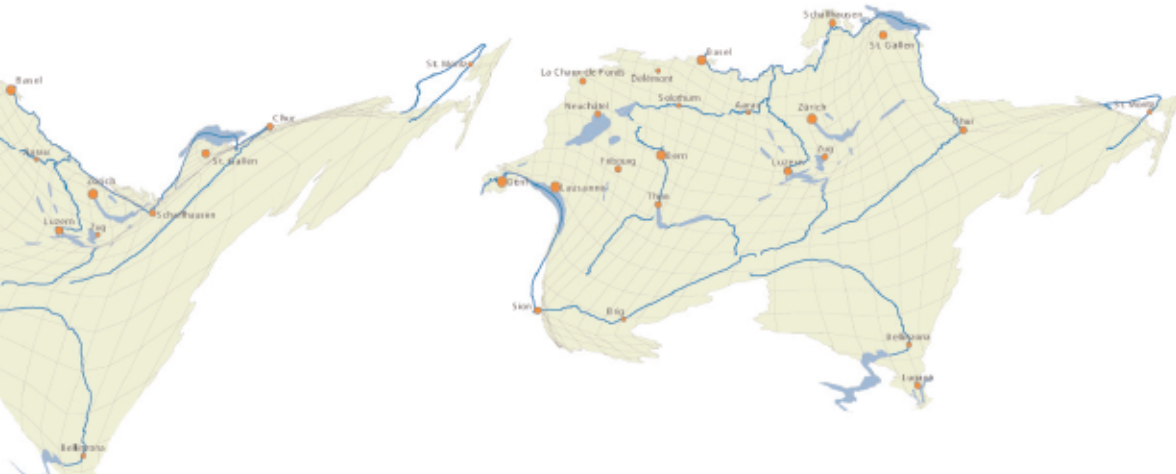 Basel
Aarau
Zürich
Luzern
Zug
Schaffhausen
St. Gallen
Chur
St. Moritz
Bellinzona
Schaffhausen
St. Gallen
Basel
La Chaux-de-Fonds
Delémont
Neuchâtel
Solothurn
Aarau
Zürich
Chur
St. Moritz
Fribourg
Bern
Luzern
Zug
Genf
Lausanne
Thun
Sion
Brig
Bellinzona
Lugano